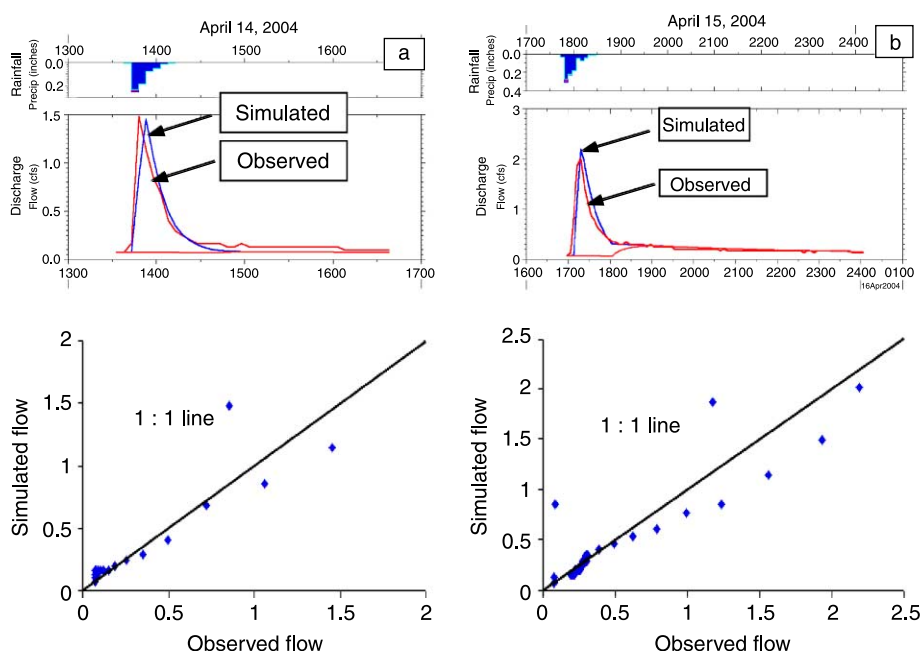 April 14, 2004
1300 1400 1500 1600
a
Rainfall
Precip (inches)
0.0
0.2
1.5
1.0
0.5
0.0
Discharge
Flow (cfs)
Simulated
Observed
1300 1400 1500 1600 1700
April 15, 2004
1700 1800 1900 2000 2100 2200 2300 2400
b
Rainfall
Precip (inches)
0.0
0.2
0.4
3
2
1
0
Discharge
Flow (cfs)
Simulated
Observed
1600 1700 1800 1900 2000 2100 2200 2300 2400 0100
16Apr2004
2
1.5
1
0.5
0
Simulated flow
1 : 1 line
0 0.5 1 1.5 2
Observed flow
2.5
2
1.5
1
0.5
0
Simulated flow
1 : 1 line
0 0.5 1 1.5 2 2.5
Observed flow